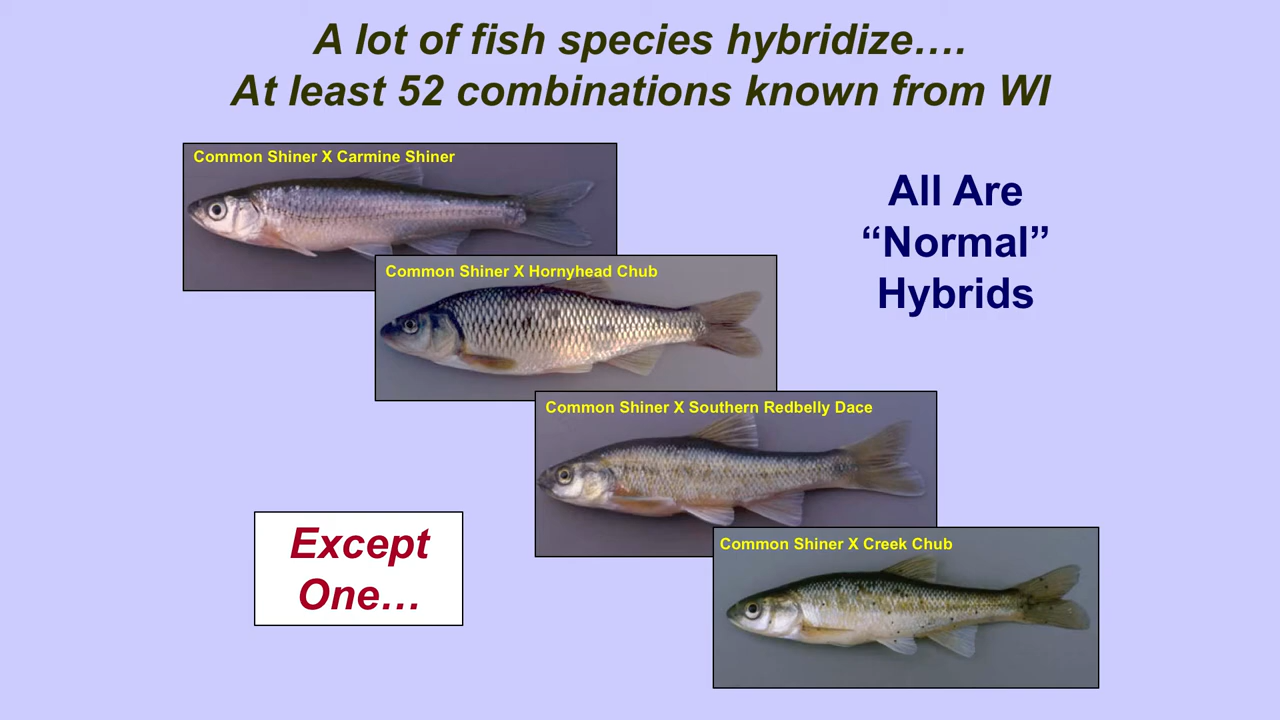 A lot of fish species hybridize….
At least 52 combinations known from WI
Common Shiner X Carmine Shiner
All Are
“Normal”
Hybrids
Common Shiner X Hornyhead Chub
Common Shiner X Southern Redbelly Dace
Except
One…
Common Shiner X Creek Chub